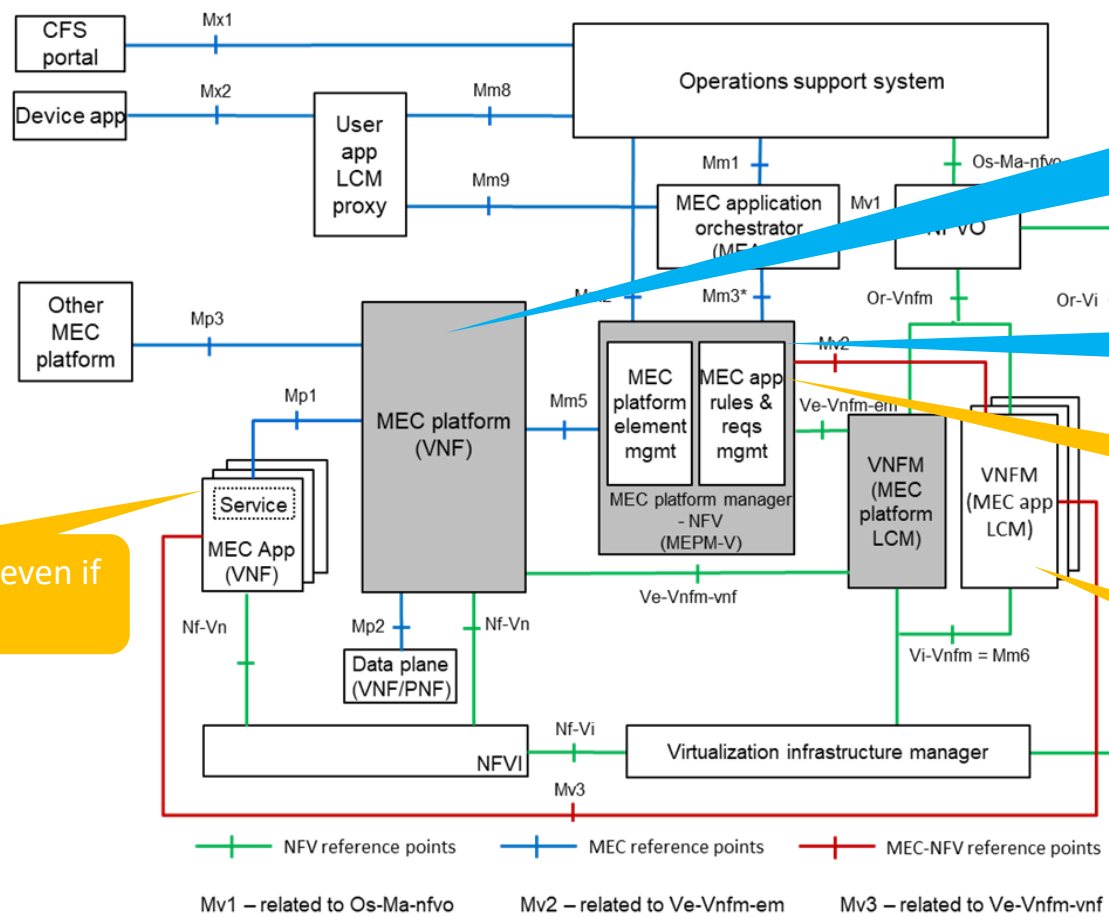 CFS
portal
Mx1
Operations support system
Device app
Mx2
User
app
LCM
proxy
Mm8
Mm9
Mm1
Os-Ma-nfvo
MEC application
orchestrator
Mv1
Other
MEC
platform
Mp3
Mm3*
Or-Vnfm
Or-Vi
Mp1
MEC platform
(VNF)
Mm5
MEC
platform
element
mgmt
MEC app
rules &
reqs
mgmt
MEC platform manager
- NFV
(MEPM-V)
Mv2
Ve-Vnfm-em
VNFM
(MEC
platform
LCM)
VNFM
(MEC app
LCM)
Service
MEC App
(VNF)
even if
Ve-Vnfm-vnf
Nf-Vn
Mp2
Nf-Vn
Data plane
(VNF/PNF)
Vi-Vnfm = Mm6
NFVI
Nf-Vi
Virtualization infrastructure manager
Mv3
NFV reference points
MEC reference points
MEC-NFV reference points
Mv1 – related to Os-Ma-nfvo
Mv2 – related to Ve-Vnfm-em
Mv3 – related to Ve-Vnfm-vnf